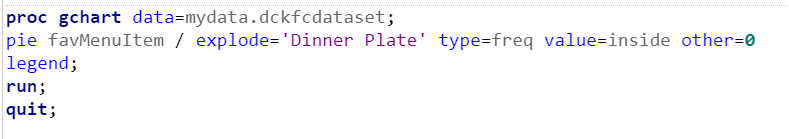 proc gchart data=mydata.dckfcdataset;
pie favMenuItem / explode='Dinner Plate' type=freq value=inside other=0
legend;
run;
quit;